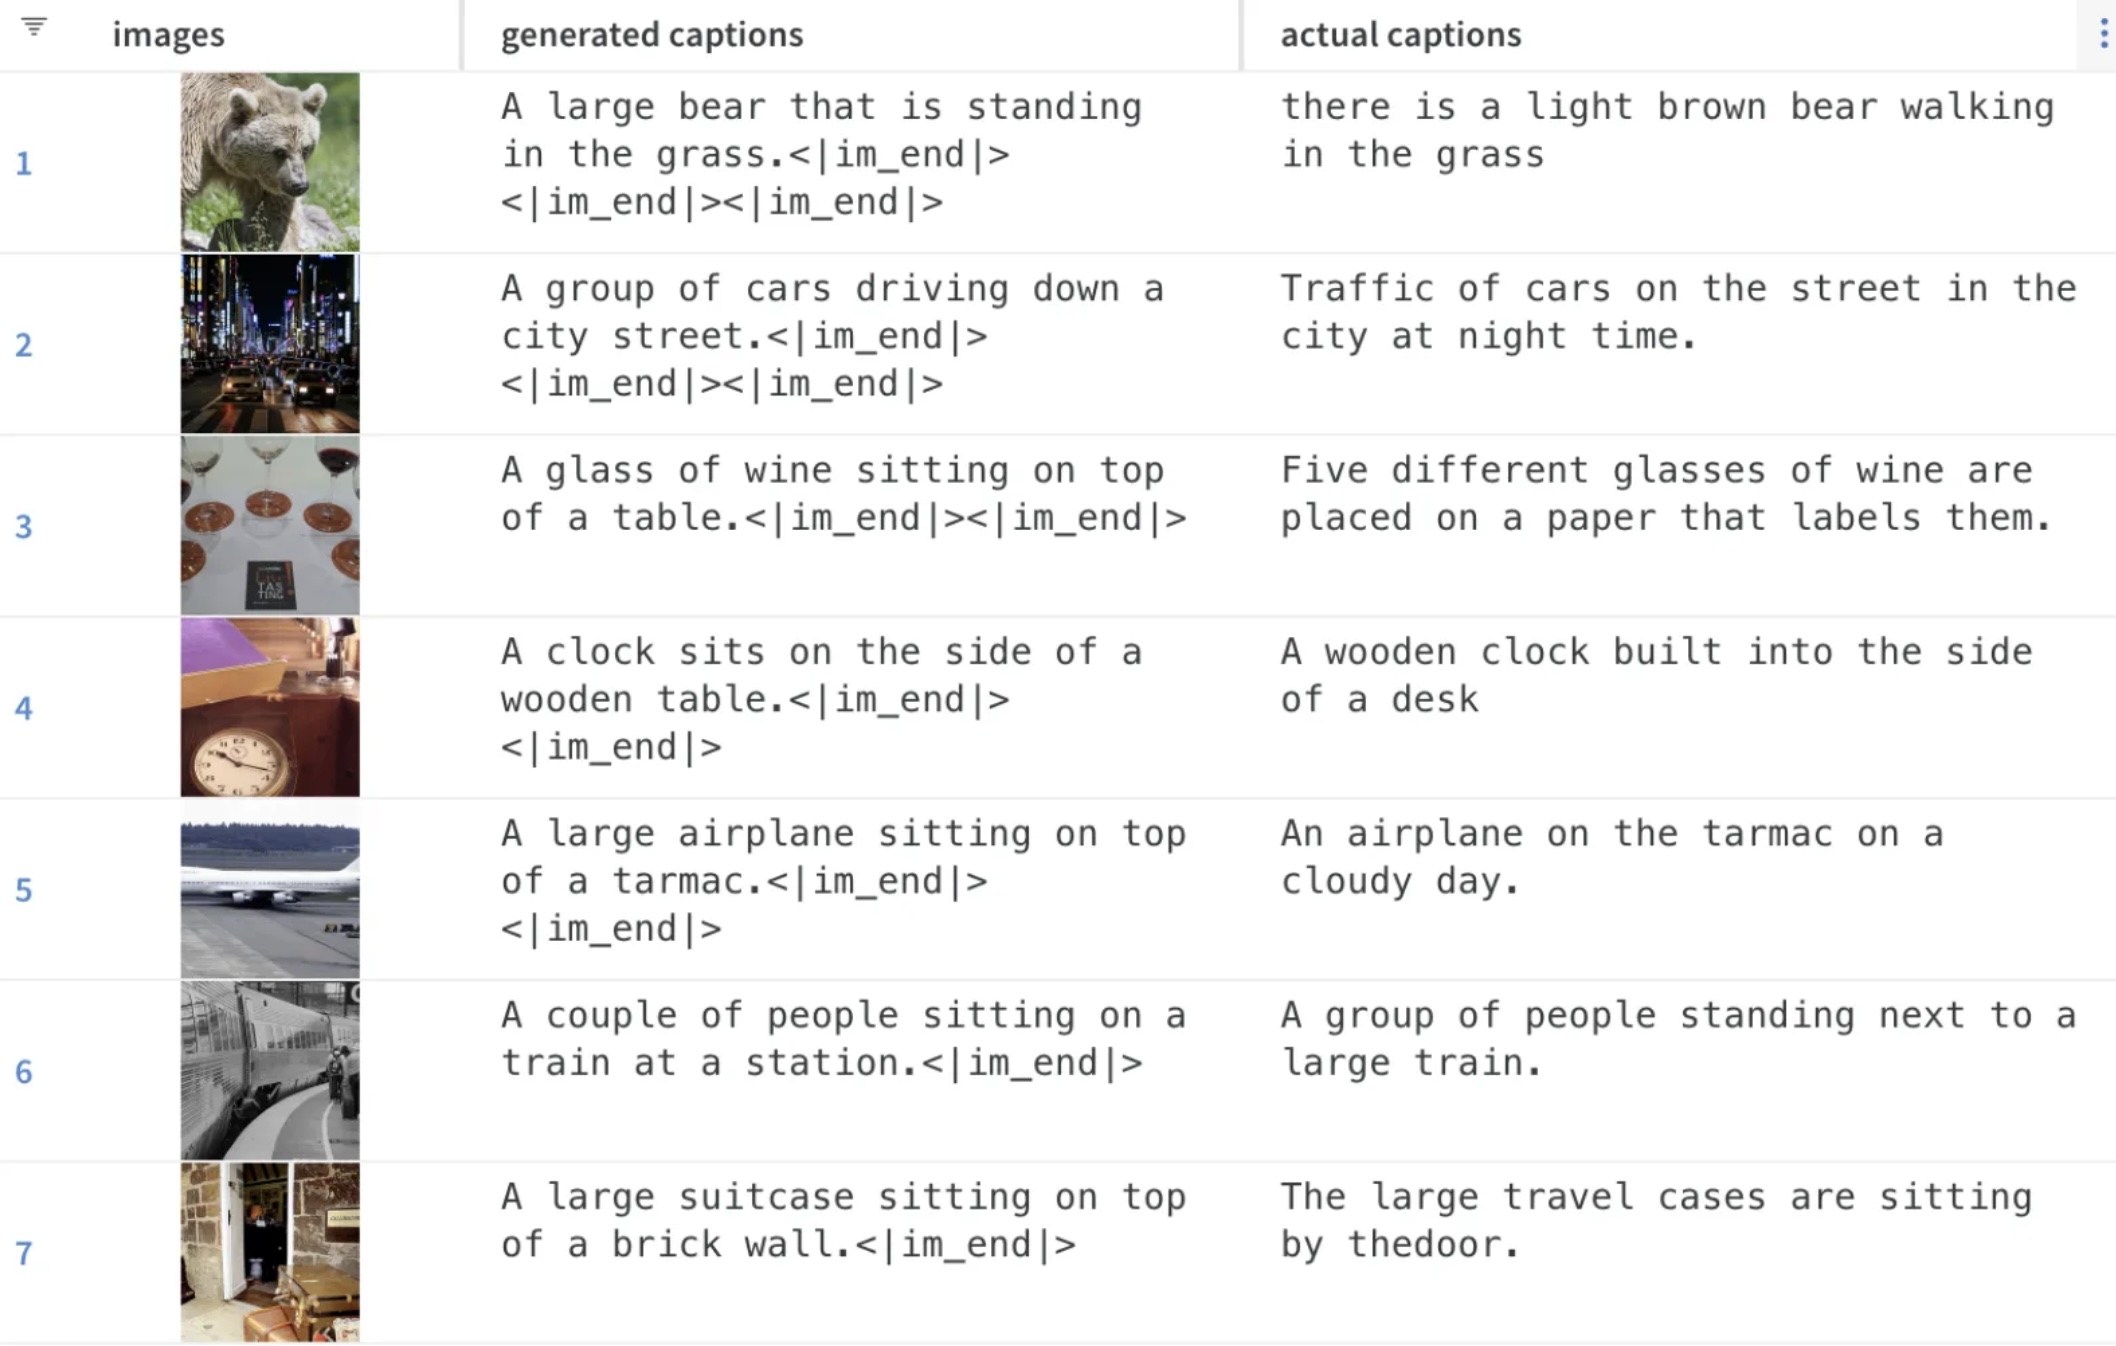 images generated captions actual captions
1
A large bear that is standing
in the grass.<|im_end|>
<|im_end|><|im_end|>
there is a light brown bear walking
in the grass
2
A group of cars driving down a
city street.<|im_end|>
<|im_end|><|im_end|>
Traffic of cars on the street in the
city at night time.
3
TAS
TING
A glass of wine sitting on top
of a table.<|im_end|><|im_end|>
Five different glasses of wine are
placed on a paper that labels them.
4
A clock sits on the side of a
wooden table.<|im_end|>
<|im_end|>
A wooden clock built into the side
of a desk
5
A large airplane sitting on top
of a tarmac.<|im_end|>
<|im_end|>
An airplane on the tarmac on a
cloudy day.
6
A couple of people sitting on a
train at a station.<|im_end|>
A group of people standing next to a
large train.
7
A large suitcase sitting on top
of a brick wall.<|im_end|>
The large travel cases are sitting
by thedoor.